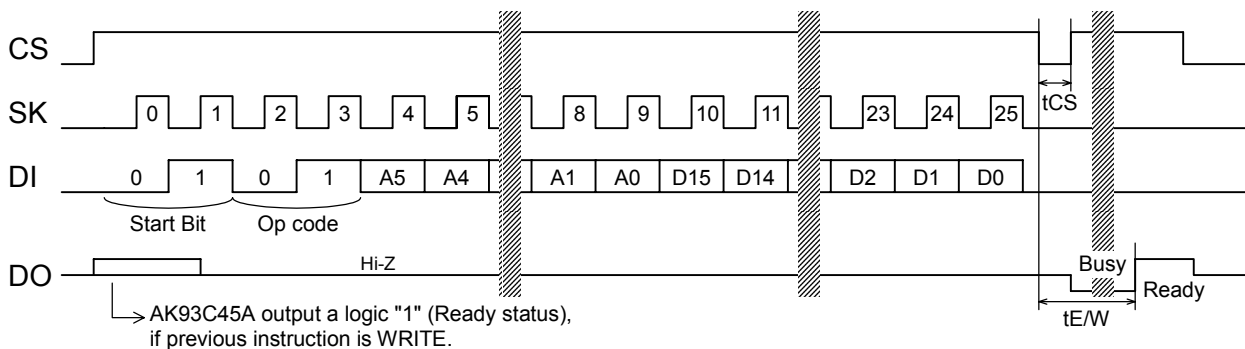 CS
tCS
SK 0 1 2 3 4 5 8 9 10 11 23 24 25
DI 0 1 0 1 A5 A4 A1 A0 D15 D14 D2 D1 D0
Start Bit Op code
DO Hi-Z Busy Ready
tE/W
AK93C45A output a logic "1" (Ready status),
if previous instruction is WRITE.